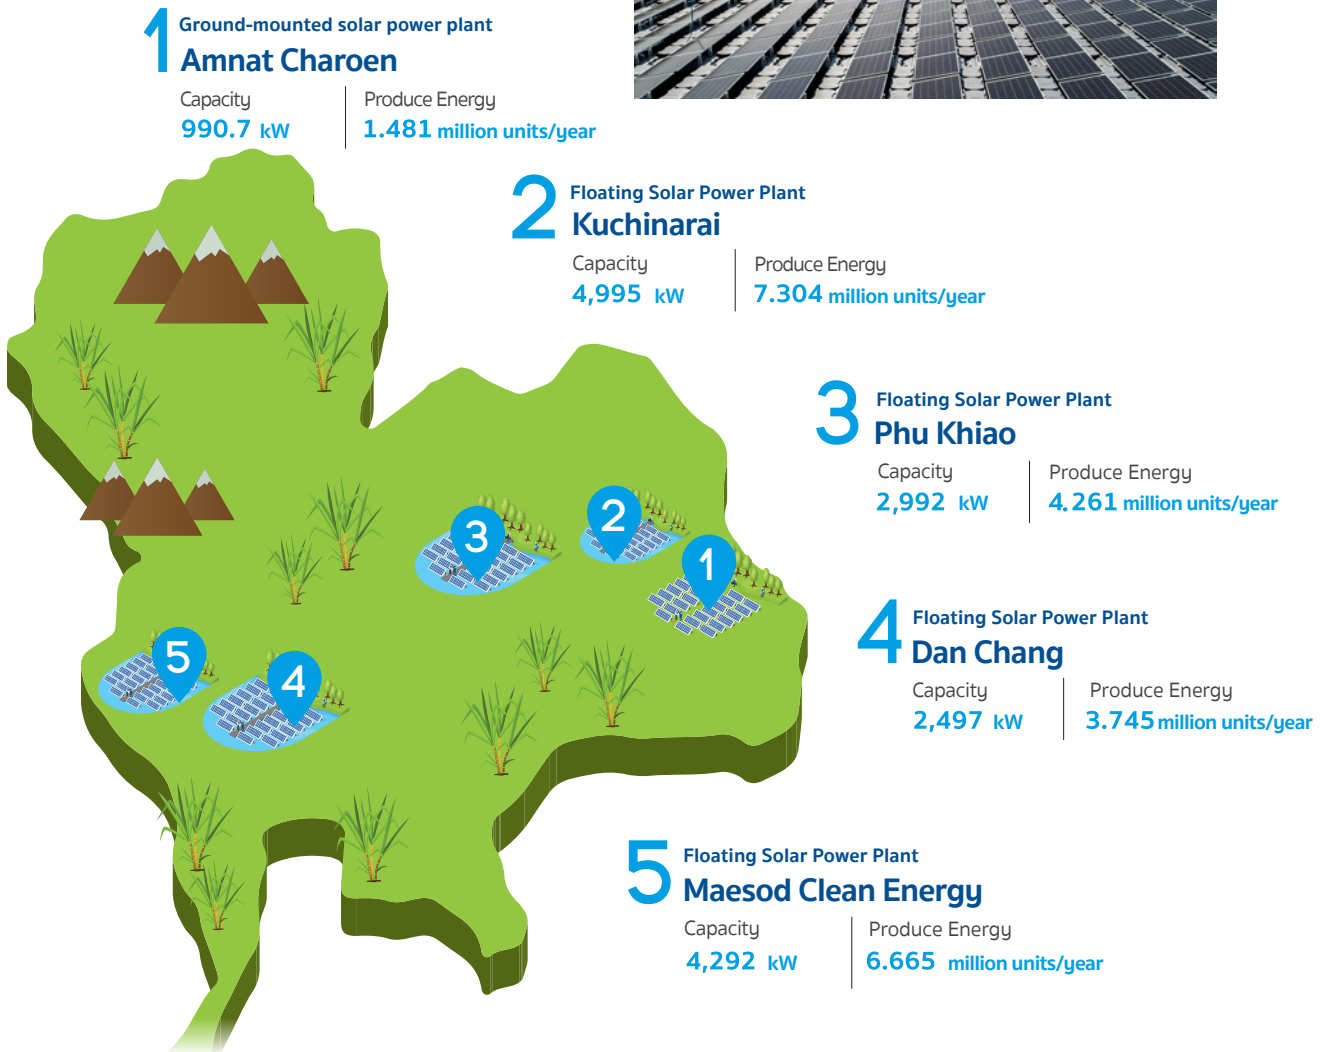 1 Ground-mounted solar power plant
Amnat Charoen
Capacity Produce Energy
990.7 kW 1.481 million units/year
2 Floating Solar Power Plant
Kuchinarai
Capacity Produce Energy
4,995 kW 7.304 million units/year
3 Floating Solar Power Plant
Phu Khiao
Capacity Produce Energy
2,992 kW 4.261 million units/year
4 Floating Solar Power Plant
Dan Chang
Capacity Produce Energy
2,497 kW 3.745 million units/year
5 Floating Solar Power Plant
Maesod Clean Energy
Capacity Produce Energy
4,292 kW 6.665 million units/year
3
2
1
5
4